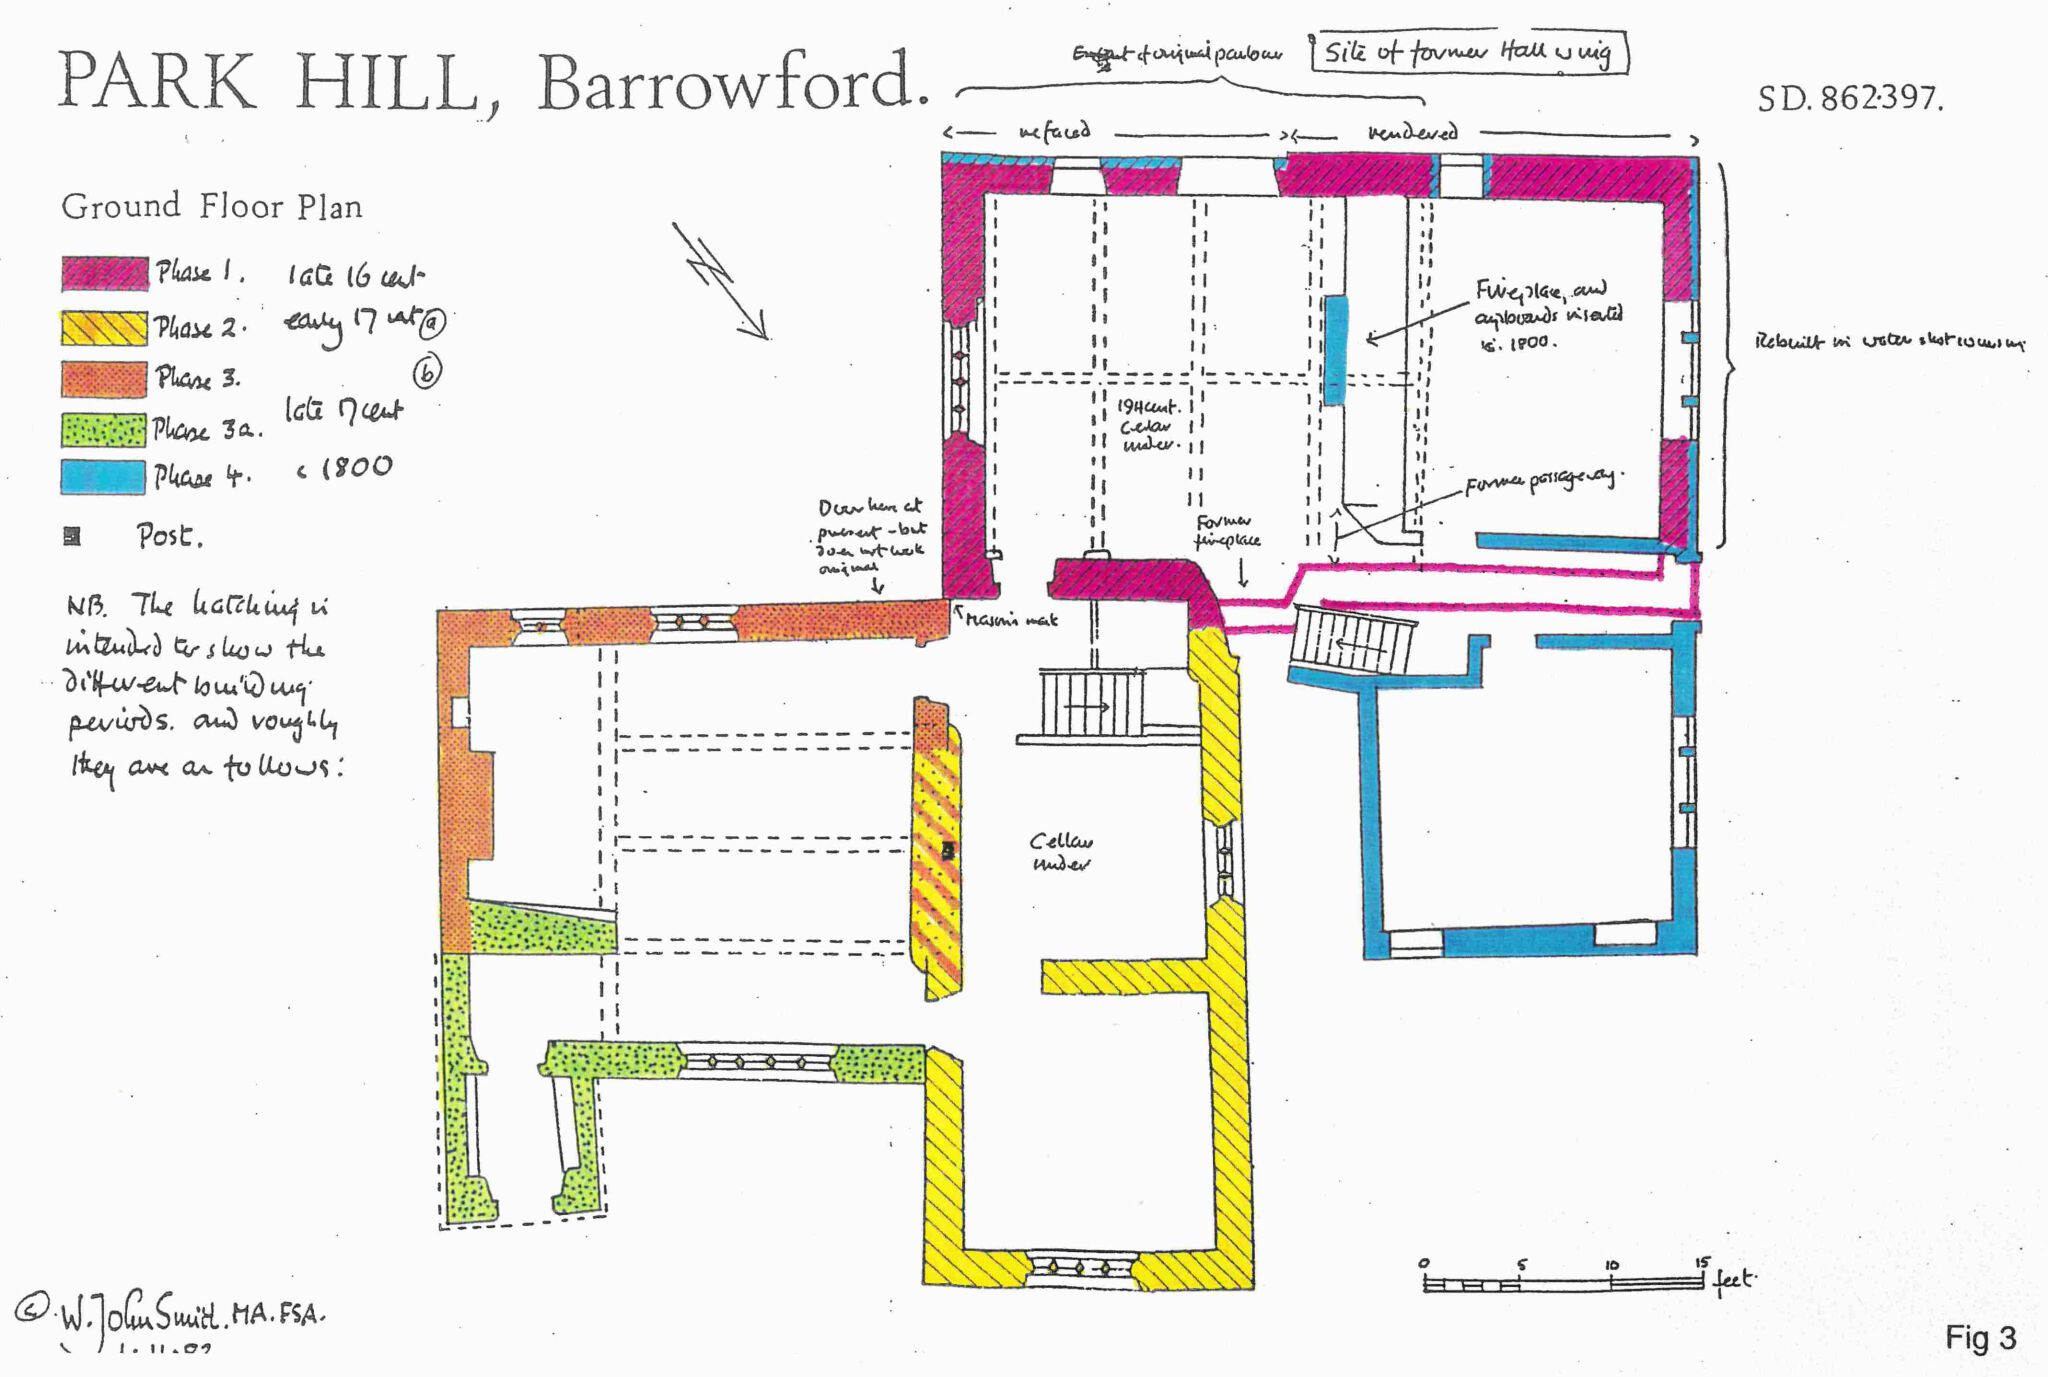 PARK HILL, Barrowford.
SD. 862·397.
Ground Floor Plan
Phase 1. late 16 cent
Phase 2. early 17 cent (a)
Phase 3. (b)
Phase 3a. late 17 cent
Phase 4. c 1800
Post.
NB. The hatching is
intended to show the
different building
periods. and roughly
they are as follows:
of original parlour
Site of former Hall wing
refaced
rendered
Fireplace, and
cupboards inserted
c. 1800.
Rebuilt in water shot coursing
19th cent.
Cellar
under.
Former passageway.
Former
fireplace
Door here at
present - but
does not look
original
Mason's mark
Cellar
under
0 5 10 15 feet.
© W. John Smith. MA. FSA.
Fig 3